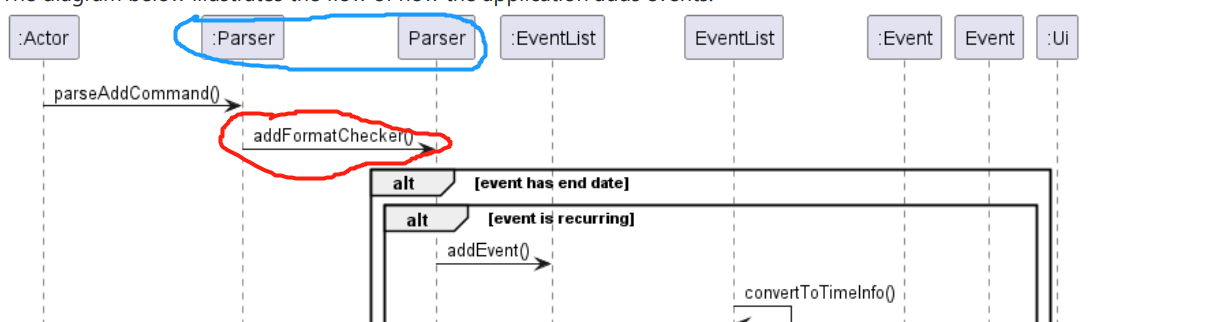 The diagram below illustrates the flow of how the application adds events.
:Actor :Parser Parser :EventList EventList :Event Event :Ui
parseAddCommand()
addFormatChecker()
alt [event has end date]
alt [event is recurring]
addEvent()
convertToTimeInfo()